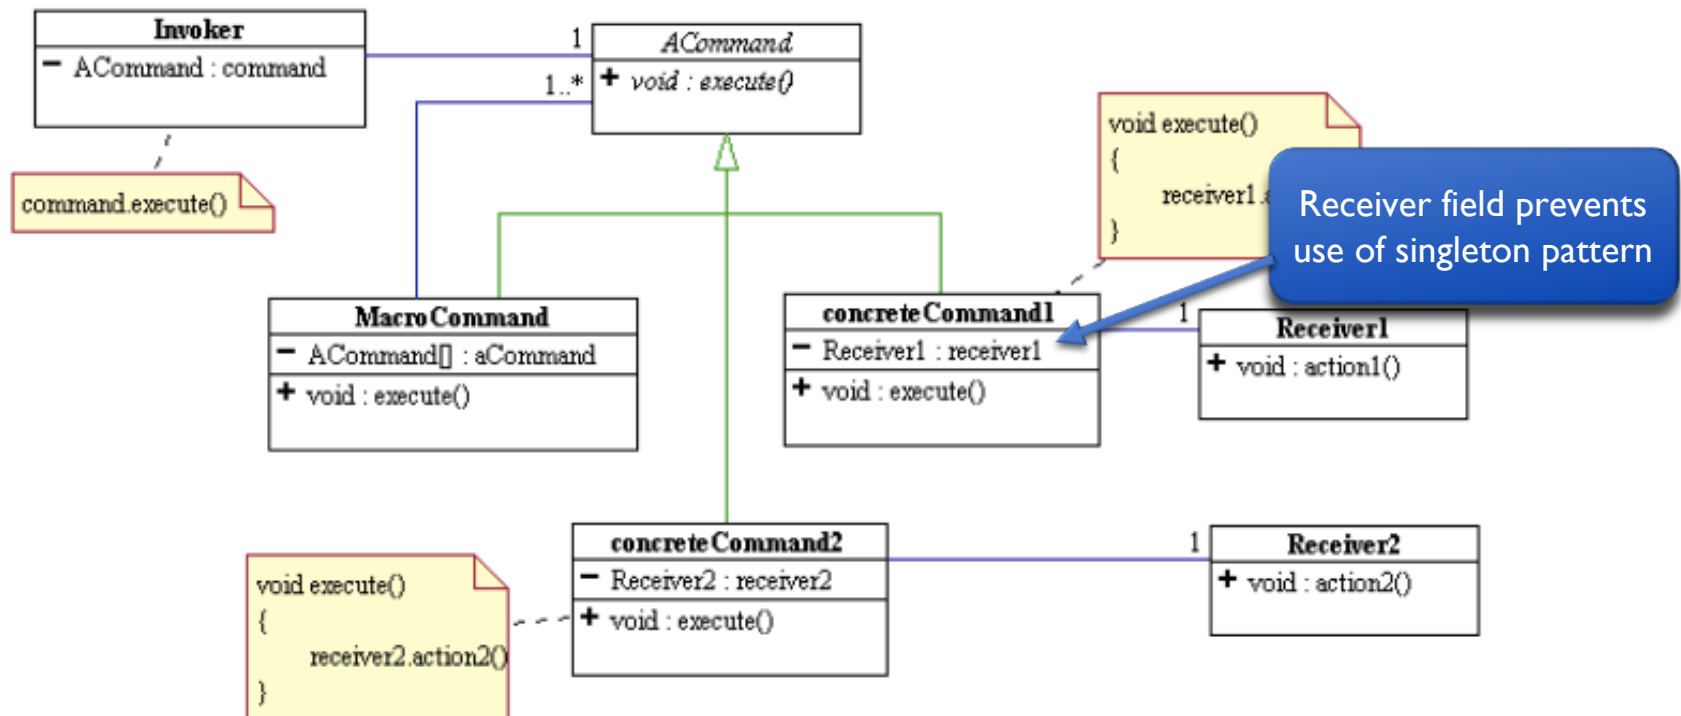 Invoker
− ACommand : command
1
ACommand
+ void : execute()
1..*
command.execute()
void execute()
{
receiver1.
}
Receiver field prevents
use of singleton pattern
MacroCommand
− ACommand[] : aCommand
+ void : execute()
concreteCommand1
− Receiver1 : receiver1
+ void : execute()
1
Receiver1
+ void : action1()
concreteCommand2
− Receiver2 : receiver2
+ void : execute()
1
Receiver2
+ void : action2()
void execute()
{
receiver2.action2()
}